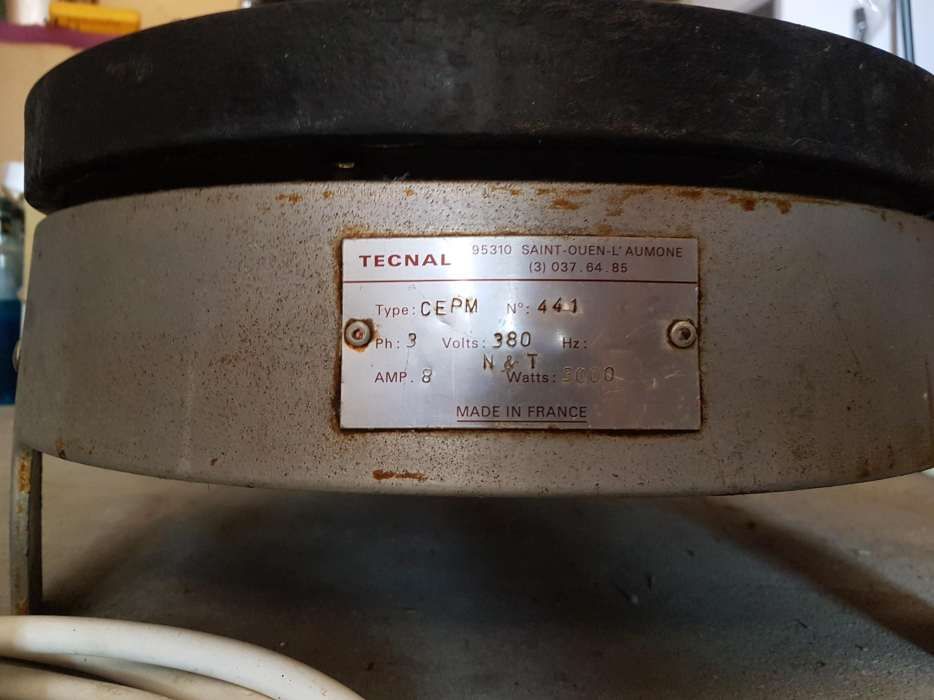 TECNAL 95310 SAINT-OUEN-L'AUMONE
(3) 037.64.85
Type: CEPM N°: 441
Ph: 3 Volts: 380 Hz:
N & T
AMP. 8 Watts: 3000
MADE IN FRANCE